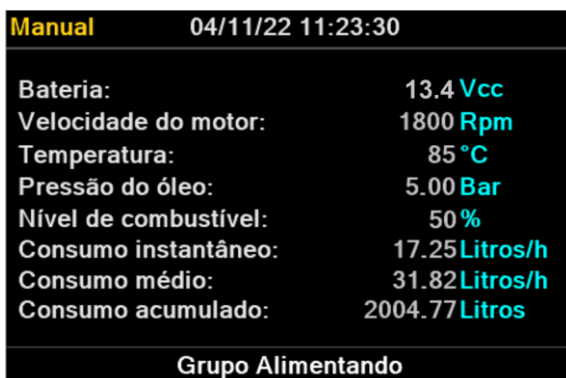 Manual 04/11/22 11:23:30
Bateria: 13.4 Vcc
Velocidade do motor: 1800 Rpm
Temperatura: 85 °C
Pressão do óleo: 5.00 Bar
Nível de combustível: 50 %
Consumo instantâneo: 17.25 Litros/h
Consumo médio: 31.82 Litros/h
Consumo acumulado: 2004.77 Litros
Grupo Alimentando